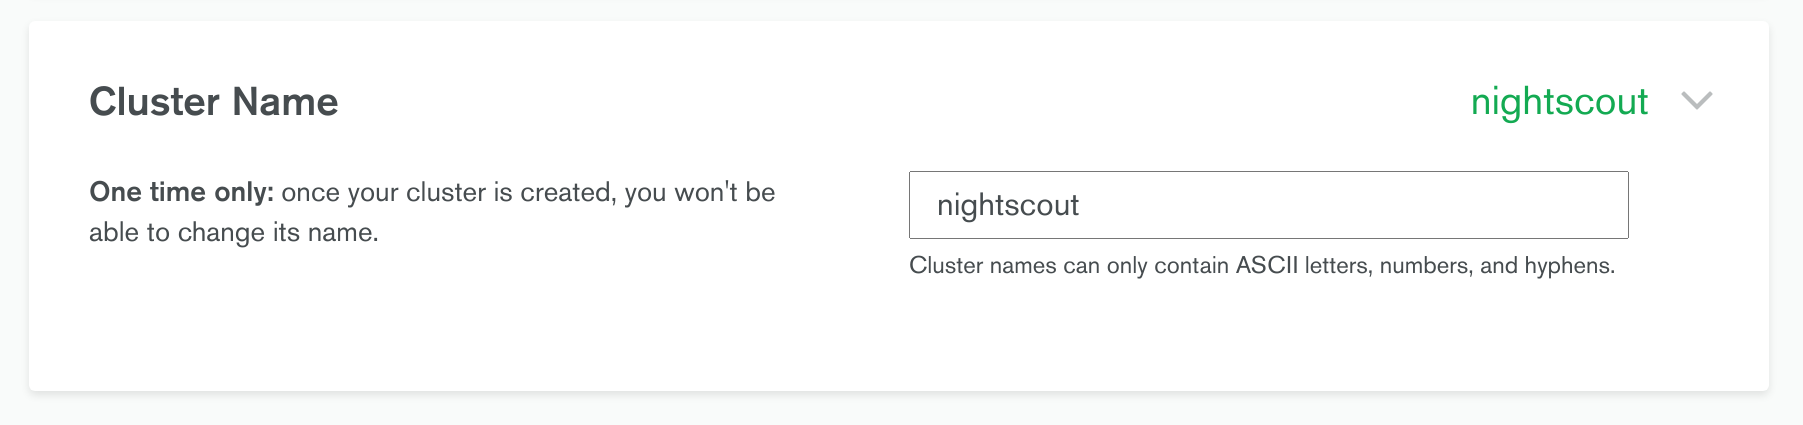 Cluster Name
nightscout
One time only: once your cluster is created, you won't be
able to change its name.
nightscout
Cluster names can only contain ASCII letters, numbers, and hyphens.